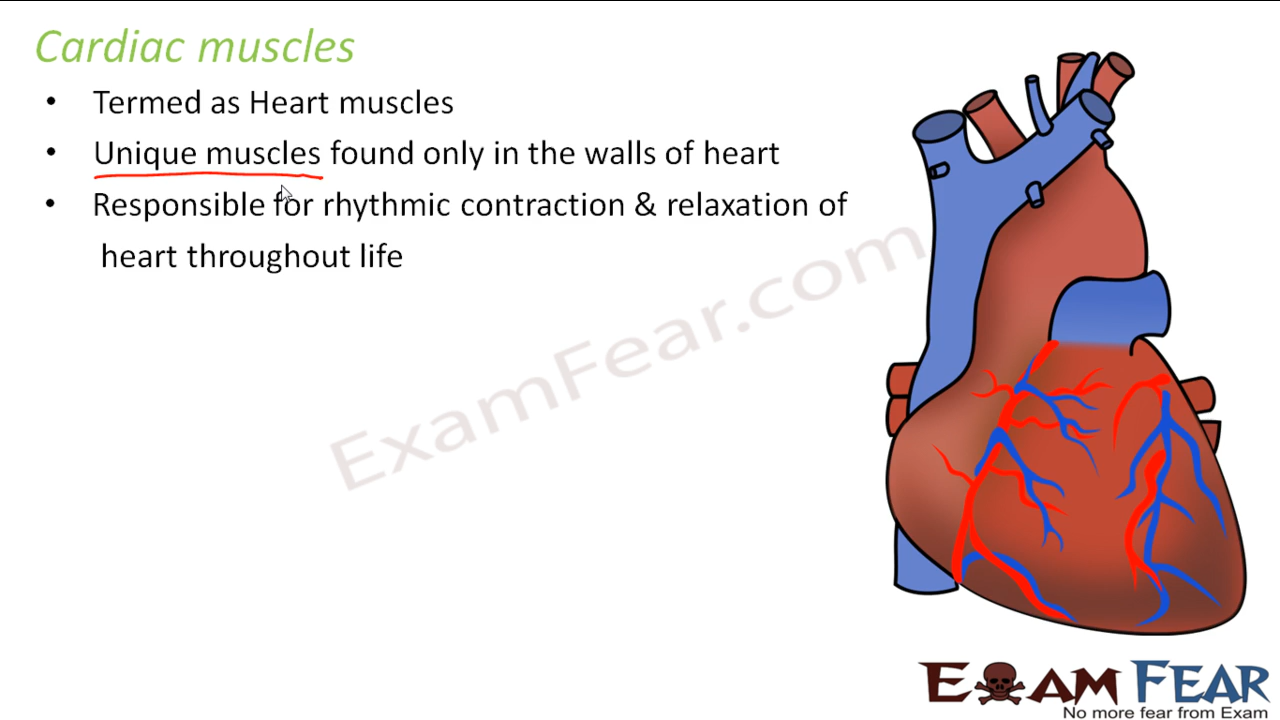 Cardiac muscles
• Termed as Heart muscles
• Unique muscles found only in the walls of heart
• Responsible for rhythmic contraction & relaxation of
heart throughout life
ExamFear.com
EXAM FEAR
No more fear from Exam